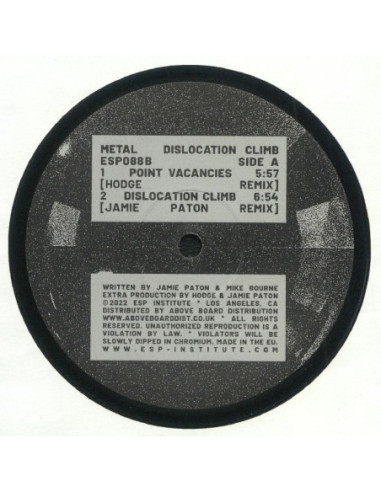 METAL DISLOCATION CLIMB
ESP088B SIDE A
1 POINT VACANCIES 5:57
[HODGE REMIX]
2 DISLOCATION CLIMB 6:54
[JAMIE PATON REMIX]
WRITTEN BY JAMIE PATON & MIKE BOURNE
EXTRA PRODUCTION BY HODGE & JAMIE PATON
©2022 ESP INSTITUTE * LOS ANGELES, CA
DISTRIBUTED BY ABOVE BOARD DISTRIBUTION
WWW.ABOVEBOARDDIST.CO.UK * ALL RIGHTS
RESERVED. UNAUTHORIZED REPRODUCTION IS A
VIOLATION BY LAW. * VIOLATORS WILL BE
SLOWLY DIPPED IN CHROMIUM. MADE IN THE EU.
WWW.ESP-INSTITUTE.COM